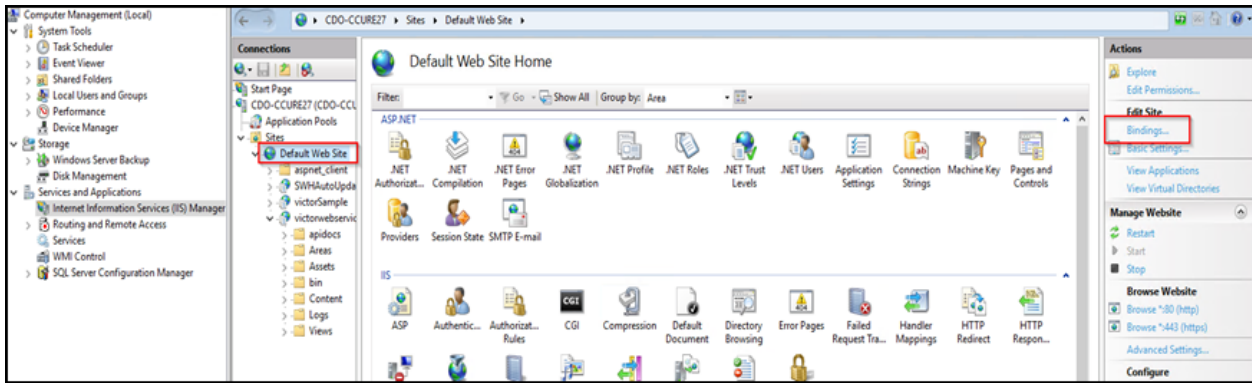 Computer Management (Local)
System Tools
Task Scheduler
Event Viewer
Shared Folders
Local Users and Groups
Performance
Device Manager
Storage
Windows Server Backup
Disk Management
Services and Applications
Internet Information Services (IIS) Manager
Routing and Remote Access
Services
WMI Control
SQL Server Configuration Manager
CDO-CCURE27 Sites Default Web Site
Connections
Start Page
CDO-CCURE27 (CDO-CCU
Application Pools
Sites
Default Web Site
aspnet_client
SWHAutoUpda
victorSample
victorwebservic
apidocs
Areas
Assets
bin
Content
Logs
Views
Default Web Site Home
Filter: Go Show All Group by: Area
ASP.NET
.NET Authorizat...
.NET Compilation
.NET Error Pages
.NET Globalization
.NET Profile
.NET Roles
.NET Trust Levels
.NET Users
Application Settings
Connection Strings
Machine Key
Pages and Controls
Providers
Session State
SMTP E-mail
IIS
ASP
Authentic...
Authorizat... Rules
CGI
CGI
Compression
Default Document
Directory Browsing
Error Pages
Failed Request Tra...
Handler Mappings
HTTP Redirect
HTTP Respon...
404
404
Actions
Explore
Edit Permissions...
Edit Site
Bindings...
Basic Settings...
View Applications
View Virtual Directories
Manage Website
Restart
Start
Stop
Browse Website
Browse *:80 (http)
Browse *:443 (https)
Advanced Settings...
Configure